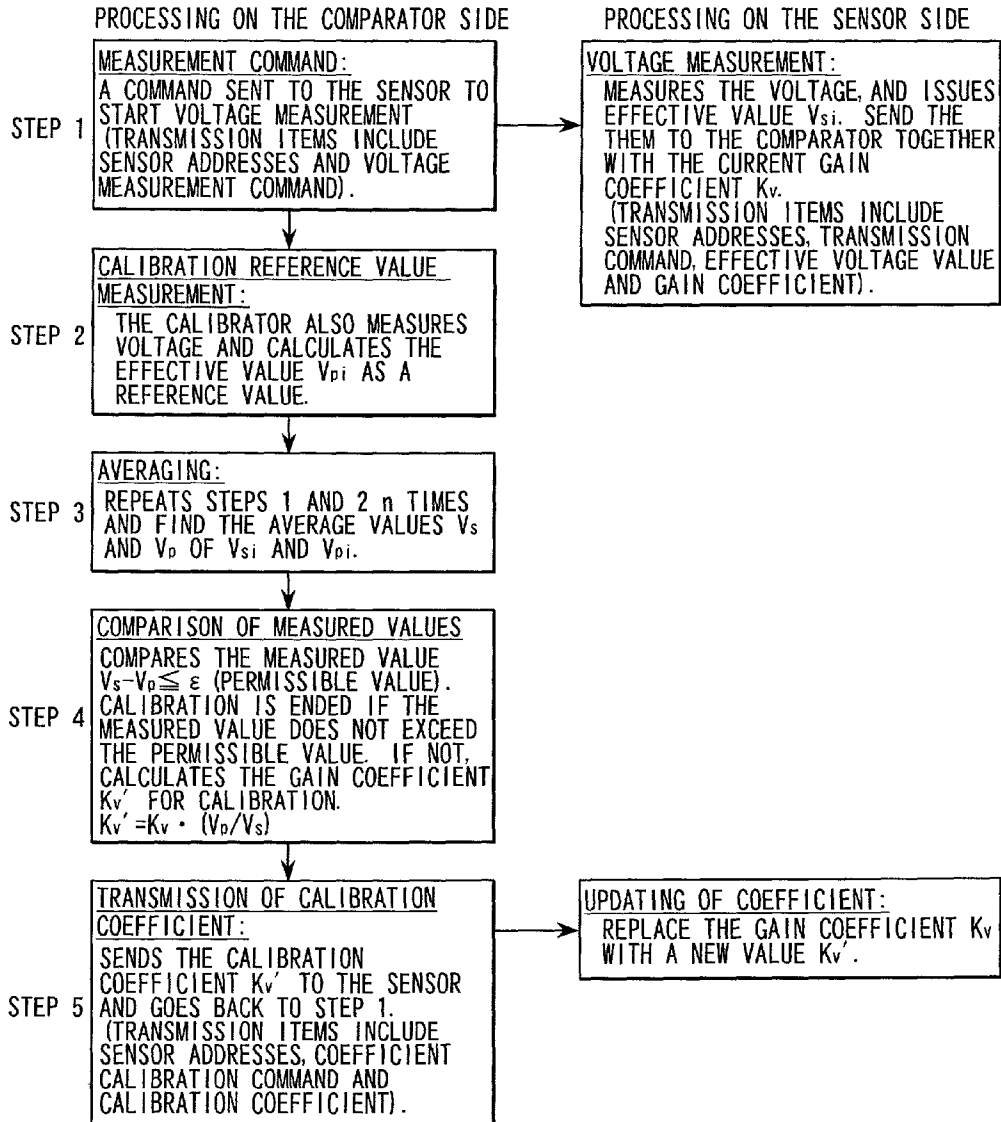 PROCESSING ON THE COMPARATOR SIDE
PROCESSING ON THE SENSOR SIDE
STEP 1
MEASUREMENT COMMAND:
A COMMAND SENT TO THE SENSOR TO
START VOLTAGE MEASUREMENT
(TRANSMISSION ITEMS INCLUDE
SENSOR ADDRESSES AND VOLTAGE
MEASUREMENT COMMAND).
VOLTAGE MEASUREMENT:
MEASURES THE VOLTAGE, AND ISSUES
EFFECTIVE VALUE Vsi. SEND THE
THEM TO THE COMPARATOR TOGETHER
WITH THE CURRENT GAIN
COEFFICIENT Kv.
(TRANSMISSION ITEMS INCLUDE
SENSOR ADDRESSES, TRANSMISSION
COMMAND, EFFECTIVE VOLTAGE VALUE
AND GAIN COEFFICIENT).
STEP 2
CALIBRATION REFERENCE VALUE
MEASUREMENT:
THE CALIBRATOR ALSO MEASURES
VOLTAGE AND CALCULATES THE
EFFECTIVE VALUE Vpi AS A
REFERENCE VALUE.
STEP 3
AVERAGING:
REPEATS STEPS 1 AND 2 n TIMES
AND FIND THE AVERAGE VALUES Vs
AND Vp OF Vsi AND Vpi.
STEP 4
COMPARISON OF MEASURED VALUES
COMPARES THE MEASURED VALUE
Vs-Vp≦ ε (PERMISSIBLE VALUE).
CALIBRATION IS ENDED IF THE
MEASURED VALUE DOES NOT EXCEED
THE PERMISSIBLE VALUE. IF NOT,
CALCULATES THE GAIN COEFFICIENT
Kv' FOR CALIBRATION.
Kv'=Kv · (Vp/Vs)
STEP 5
TRANSMISSION OF CALIBRATION
COEFFICIENT:
SENDS THE CALIBRATION
COEFFICIENT Kv' TO THE SENSOR
AND GOES BACK TO STEP 1.
(TRANSMISSION ITEMS INCLUDE
SENSOR ADDRESSES, COEFFICIENT
CALIBRATION COMMAND AND
CALIBRATION COEFFICIENT).
UPDATING OF COEFFICIENT:
REPLACE THE GAIN COEFFICIENT Kv
WITH A NEW VALUE Kv'.